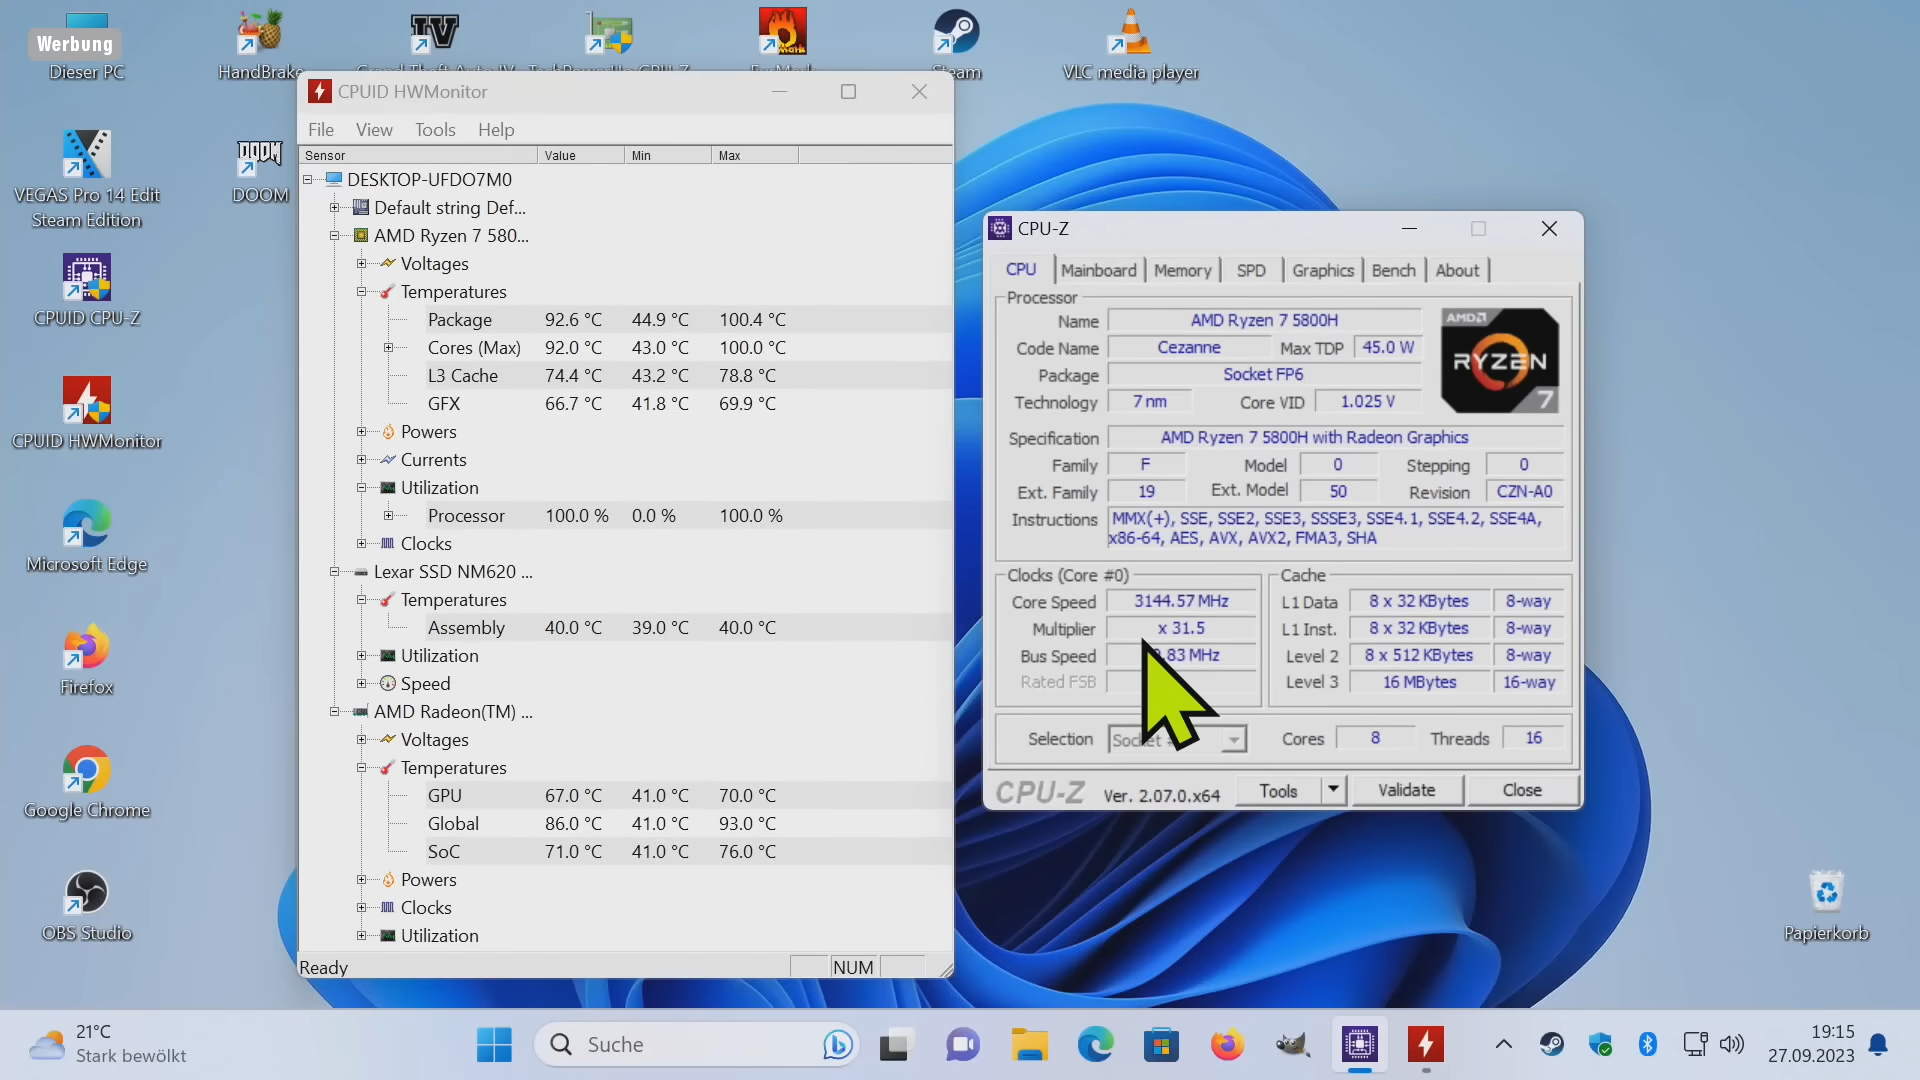 Werbung
Dieser PC
HandBrake
Steam
VLC media player
VEGAS Pro 14 Edit
Steam Edition
DOOM
DOOM
CPUID CPU-Z
CPUID HWMonitor
Microsoft Edge
Firefox
Google Chrome
OBS Studio
Papierkorb
CPUID HWMonitor
File View Tools Help
Sensor Value Min Max
DESKTOP-UFDO7M0
Default string Def...
AMD Ryzen 7 580...
Voltages
Temperatures
Package 92.6 °C 44.9 °C 100.4 °C
Cores (Max) 92.0 °C 43.0 °C 100.0 °C
L3 Cache 74.4 °C 43.2 °C 78.8 °C
GFX 66.7 °C 41.8 °C 69.9 °C
Powers
Currents
Utilization
Processor 100.0 % 0.0 % 100.0 %
Clocks
Lexar SSD NM620 ...
Temperatures
Assembly 40.0 °C 39.0 °C 40.0 °C
Utilization
Speed
AMD Radeon(TM) ...
Voltages
Temperatures
GPU 67.0 °C 41.0 °C 70.0 °C
Global 86.0 °C 41.0 °C 93.0 °C
SoC 71.0 °C 41.0 °C 76.0 °C
Powers
Clocks
Utilization
Ready NUM
CPU-Z
CPU Mainboard Memory SPD Graphics Bench About
Processor
Name AMD Ryzen 7 5800H
Code Name Cezanne Max TDP 45.0 W
Package Socket FP6
Technology 7 nm Core VID 1.025 V
AMD
RYZEN
7
Specification AMD Ryzen 7 5800H with Radeon Graphics
Family F Model 0 Stepping 0
Ext. Family 19 Ext. Model 50 Revision CZN-A0
Instructions MMX(+), SSE, SSE2, SSE3, SSSE3, SSE4.1, SSE4.2, SSE4A,
x86-64, AES, AVX, AVX2, FMA3, SHA
Clocks (Core #0)
Core Speed 3144.57 MHz
Multiplier x 31.5
Bus Speed .83 MHz
Rated FSB
Cache
L1 Data 8 x 32 KBytes 8-way
L1 Inst. 8 x 32 KBytes 8-way
Level 2 8 x 512 KBytes 8-way
Level 3 16 MBytes 16-way
Selection Socket # Cores 8 Threads 16
CPU-Z Ver. 2.07.0.x64 Tools Validate Close
21°C
Stark bewölkt
Suche
19:15
27.09.2023